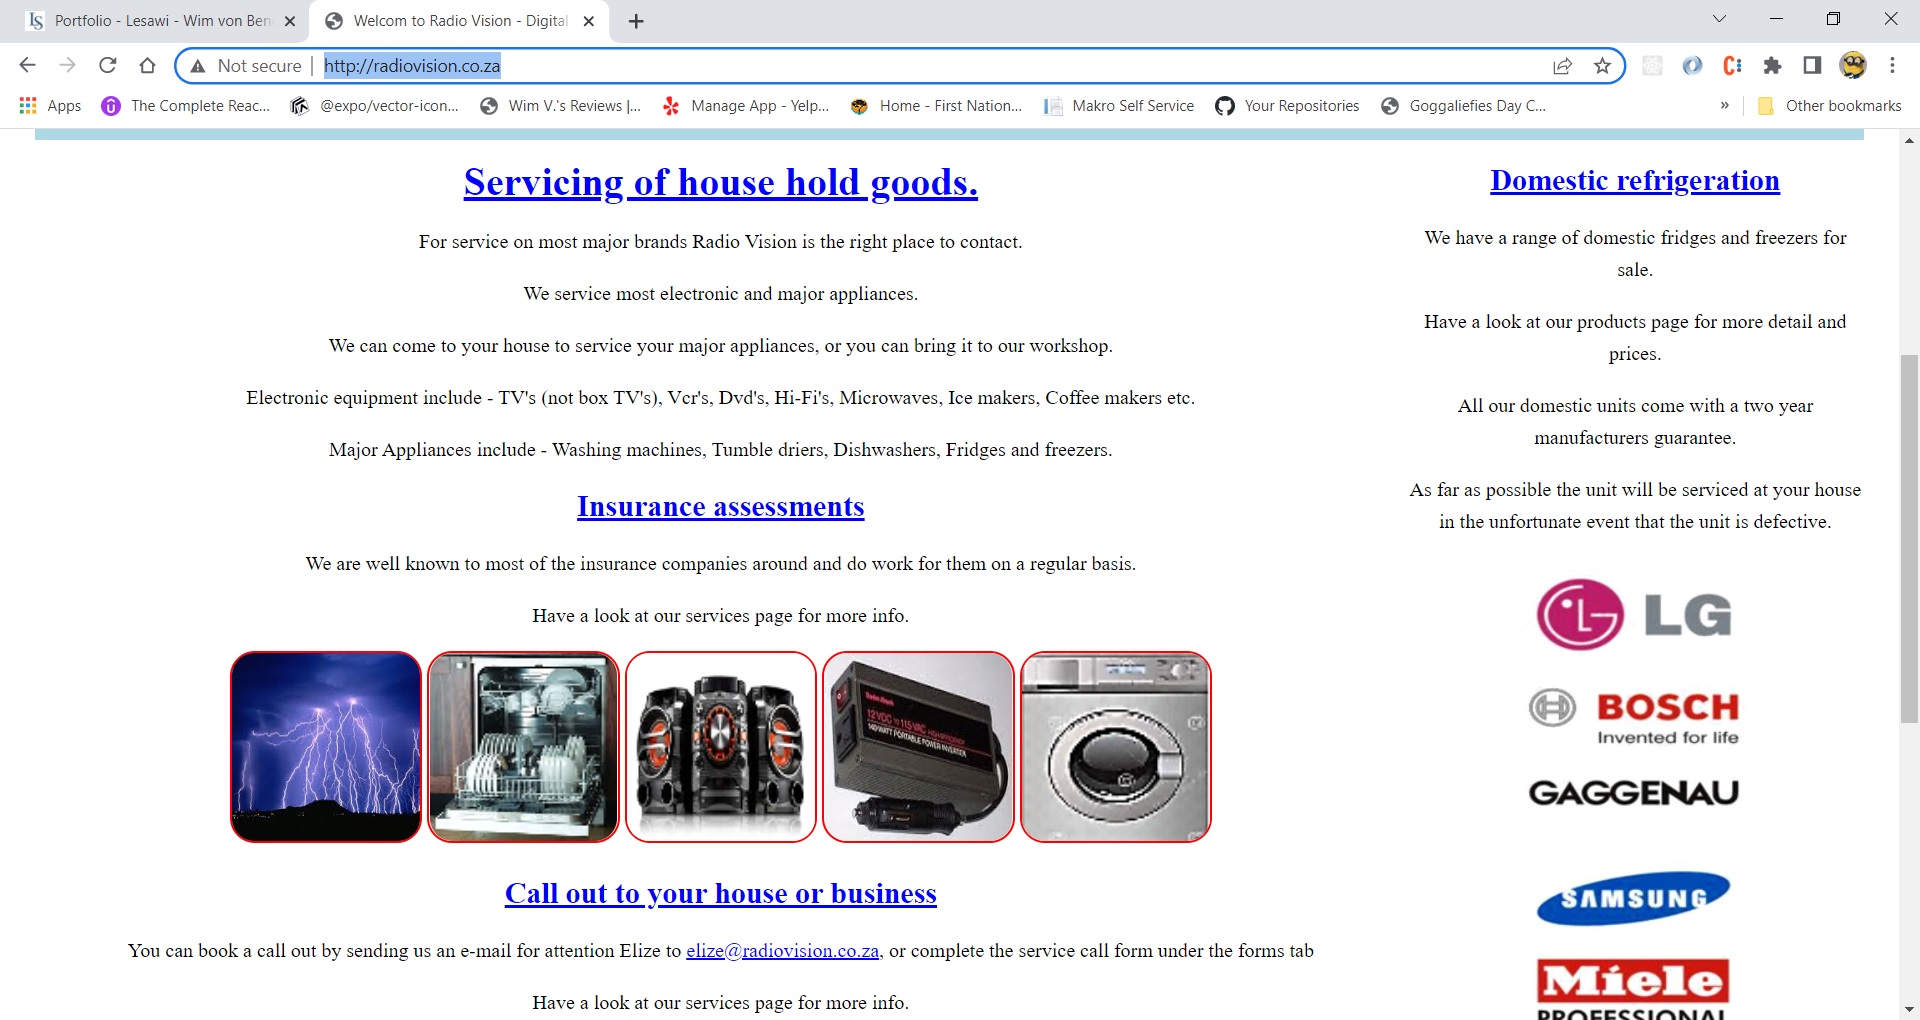 Portfolio - Lesawi - Wim von Ben
Welcom to Radio Vision - Digital
Not secure
http://radiovision.co.za
Apps
The Complete Reac...
@expo/vector-icon...
Wim V.'s Reviews |...
Manage App - Yelp...
Home - First Nation...
Makro Self Service
Your Repositories
Goggaliefies Day C...
»
Other bookmarks
Servicing of house hold goods.
For service on most major brands Radio Vision is the right place to contact.
We service most electronic and major appliances.
We can come to your house to service your major appliances, or you can bring it to our workshop.
Electronic equipment include - TV's (not box TV's), Vcr's, Dvd's, Hi-Fi's, Microwaves, Ice makers, Coffee makers etc.
Major Appliances include - Washing machines, Tumble driers, Dishwashers, Fridges and freezers.
Insurance assessments
We are well known to most of the insurance companies around and do work for them on a regular basis.
Have a look at our services page for more info.
12 VDC to 115 VAC
140 WATT PORTABLE POWER INVERTER
Call out to your house or business
You can book a call out by sending us an e-mail for attention Elize to elize@radiovision.co.za, or complete the service call form under the forms tab
Have a look at our services page for more info.
Domestic refrigeration
We have a range of domestic fridges and freezers for
sale.
Have a look at our products page for more detail and
prices.
All our domestic units come with a two year
manufacturers guarantee.
As far as possible the unit will be serviced at your house
in the unfortunate event that the unit is defective.
LG
BOSCH
Invented for life
GAGGENAU
SAMSUNG
Miele
PROFESSIONAL